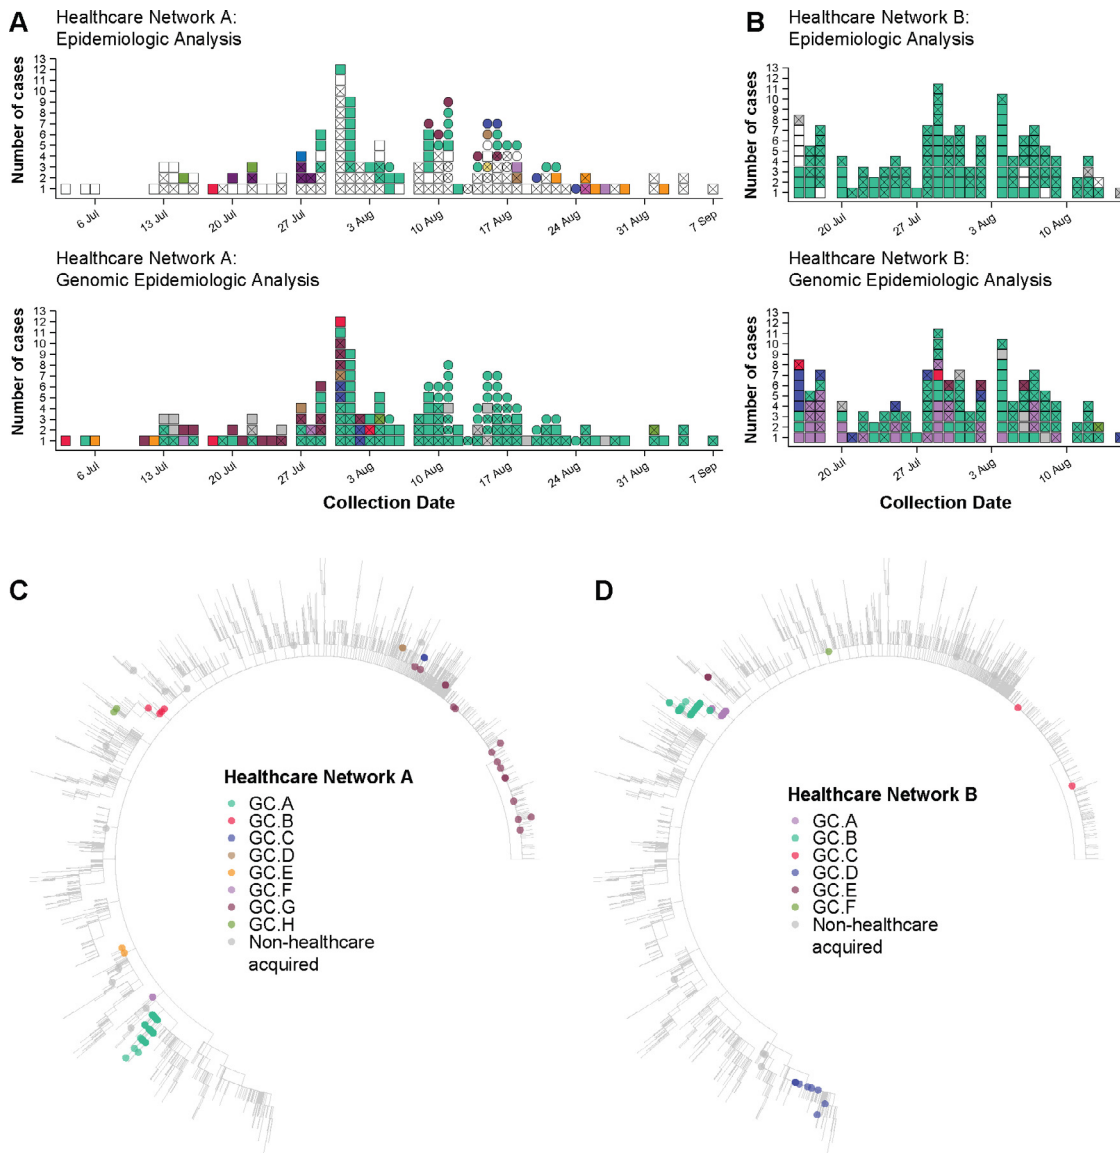 A
Healthcare Network A:
Epidemiologic Analysis
Number of cases
13
12
11
10
9
8
7
6
5
4
3
2
1
6 Jul
13 Jul
20 Jul
27 Jul
3 Aug
10 Aug
17 Aug
24 Aug
31 Aug
7 Sep
Healthcare Network A:
Genomic Epidemiologic Analysis
Number of cases
13
12
11
10
9
8
7
6
5
4
3
2
1
6 Jul
13 Jul
20 Jul
27 Jul
3 Aug
10 Aug
17 Aug
24 Aug
31 Aug
7 Sep
Collection Date
B
Healthcare Network B:
Epidemiologic Analysis
Number of cases
13
12
11
10
9
8
7
6
5
4
3
2
1
20 Jul
27 Jul
3 Aug
10 Aug
Healthcare Network B:
Genomic Epidemiologic Analysis
Number of cases
13
12
11
10
9
8
7
6
5
4
3
2
1
20 Jul
27 Jul
3 Aug
10 Aug
Collection Date
C
Healthcare Network A
GC.A
GC.B
GC.C
GC.D
GC.E
GC.F
GC.G
GC.H
Non-healthcare
acquired
D
Healthcare Network B
GC.A
GC.B
GC.C
GC.D
GC.E
GC.F
Non-healthcare
acquired